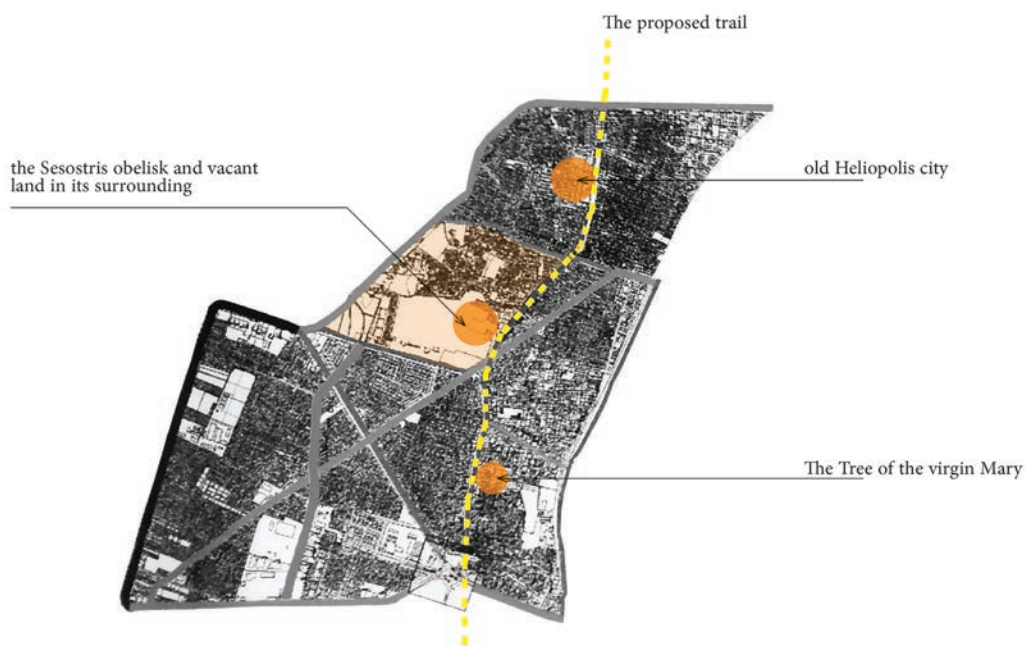 The proposed trail
the Sesostris obelisk and vacant
land in its surrounding
old Heliopolis city
The Tree of the virgin Mary